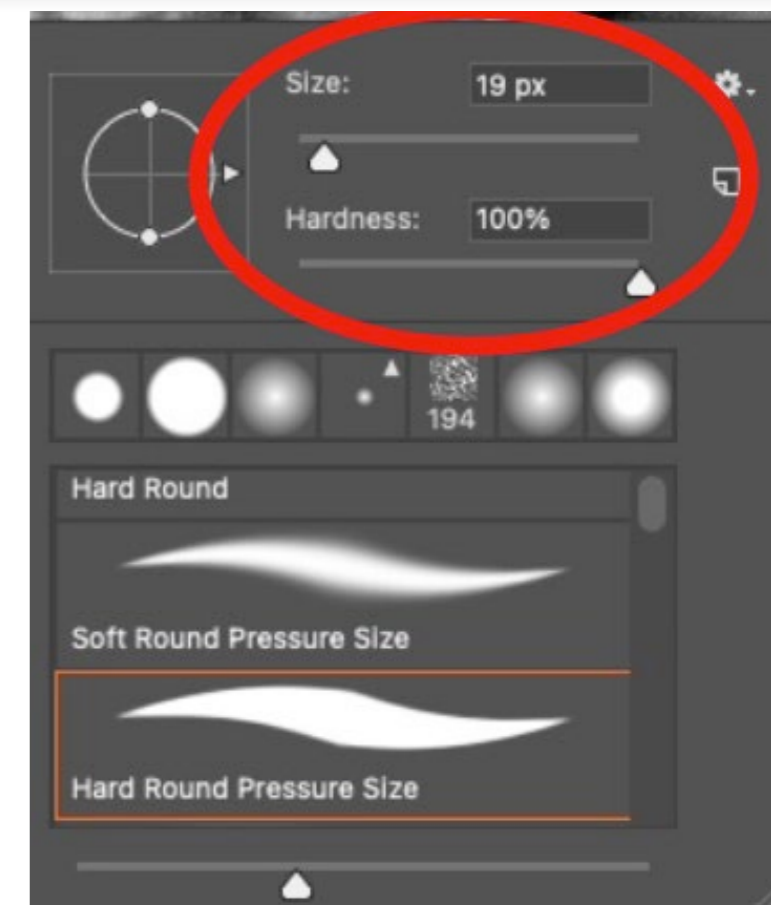 Size: 19 px
Hardness: 100%
194
Hard Round
Soft Round Pressure Size
Hard Round Pressure Size